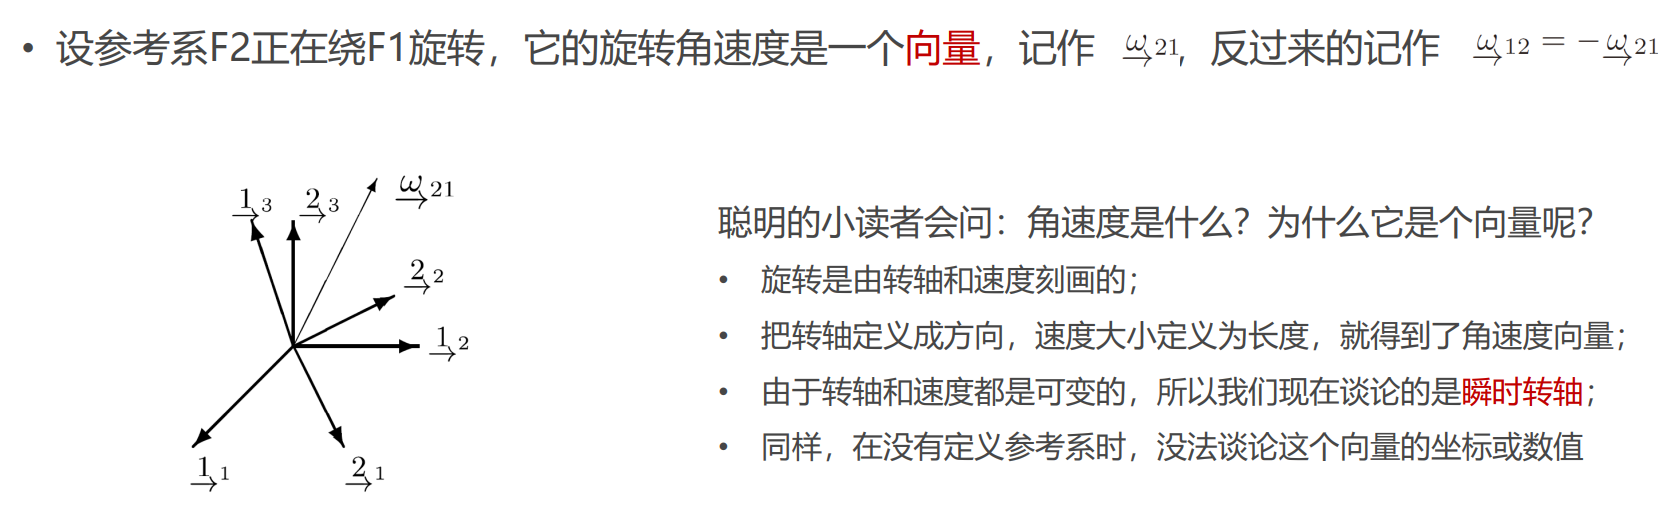 • 设参考系F2正在绕F1旋转，它的旋转角速度是一个向量，记作 ω→21，反过来的记作 ω→12 = −ω→21
1→3 2→3 ω→21
2→2
1→2
1→1 2→1
聪明的小读者会问：角速度是什么？为什么它是个向量呢？
• 旋转是由转轴和速度刻画的；
• 把转轴定义成方向，速度大小定义为长度，就得到了角速度向量；
• 由于转轴和速度都是可变的，所以我们现在谈论的是瞬时转轴；
• 同样，在没有定义参考系时，没法谈论这个向量的坐标或数值